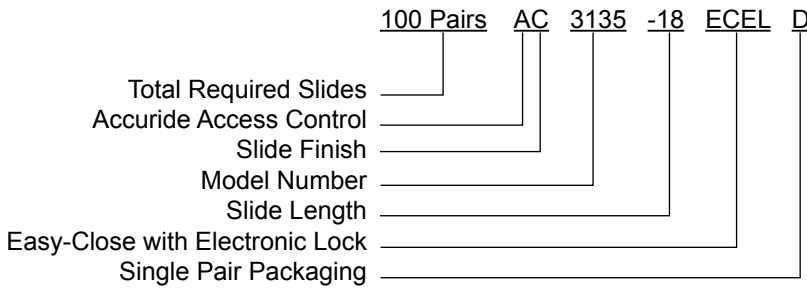 100 Pairs AC 3135 -18 ECEL D
Total Required Slides
Accuride Access Control
Slide Finish
Model Number
Slide Length
Easy-Close with Electronic Lock
Single Pair Packaging